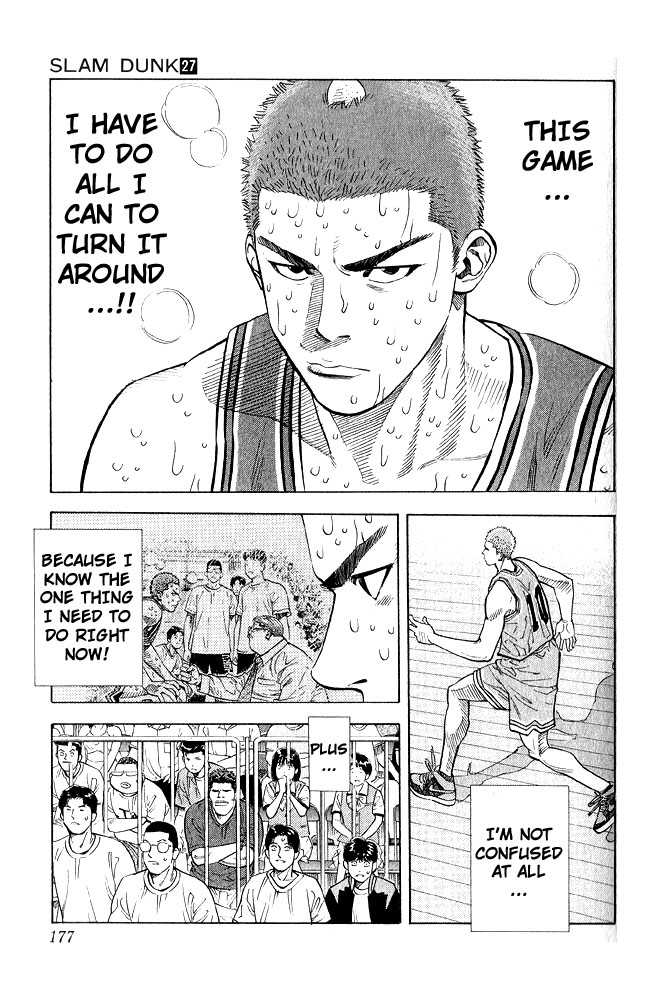 SLAM DUNK 27
THIS
GAME
...
I HAVE
TO DO
ALL I
CAN TO
TURN IT
AROUND
...!!
10
I'M NOT
CONFUSED
AT ALL
...
BECAUSE I
KNOW THE
ONE THING
I NEED TO
DO RIGHT
NOW!
PLUS
...
177